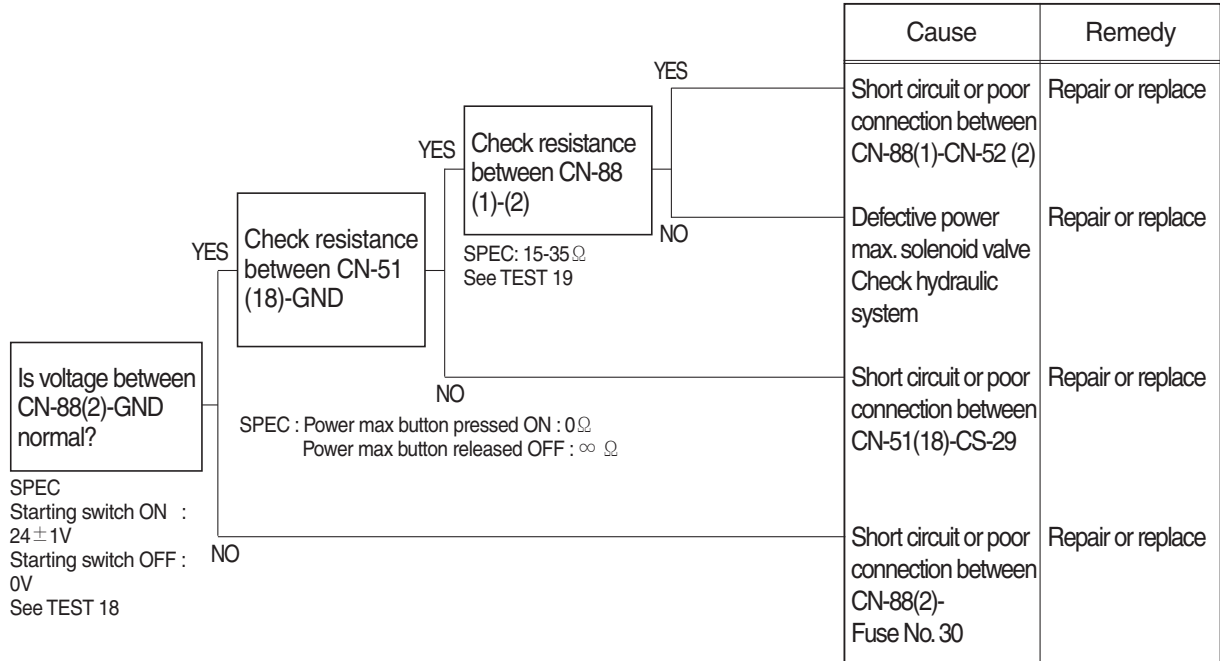 Cause
Remedy
YES
Short circuit or poor
connection between
CN-88(1)-CN-52 (2)
Repair or replace
YES
Check resistance
between CN-88
(1)-(2)
NO
SPEC: 15-35Ω
See TEST 19
Defective power
max. solenoid valve
Check hydraulic
system
Repair or replace
YES
Check resistance
between CN-51
(18)-GND
NO
SPEC : Power max button pressed ON : 0Ω
Power max button released OFF : ∞ Ω
Short circuit or poor
connection between
CN-51(18)-CS-29
Repair or replace
Is voltage between
CN-88(2)-GND
normal?
SPEC
Starting switch ON :
24±1V
Starting switch OFF :
0V
See TEST 18
NO
Short circuit or poor
connection between
CN-88(2)-
Fuse No. 30
Repair or replace